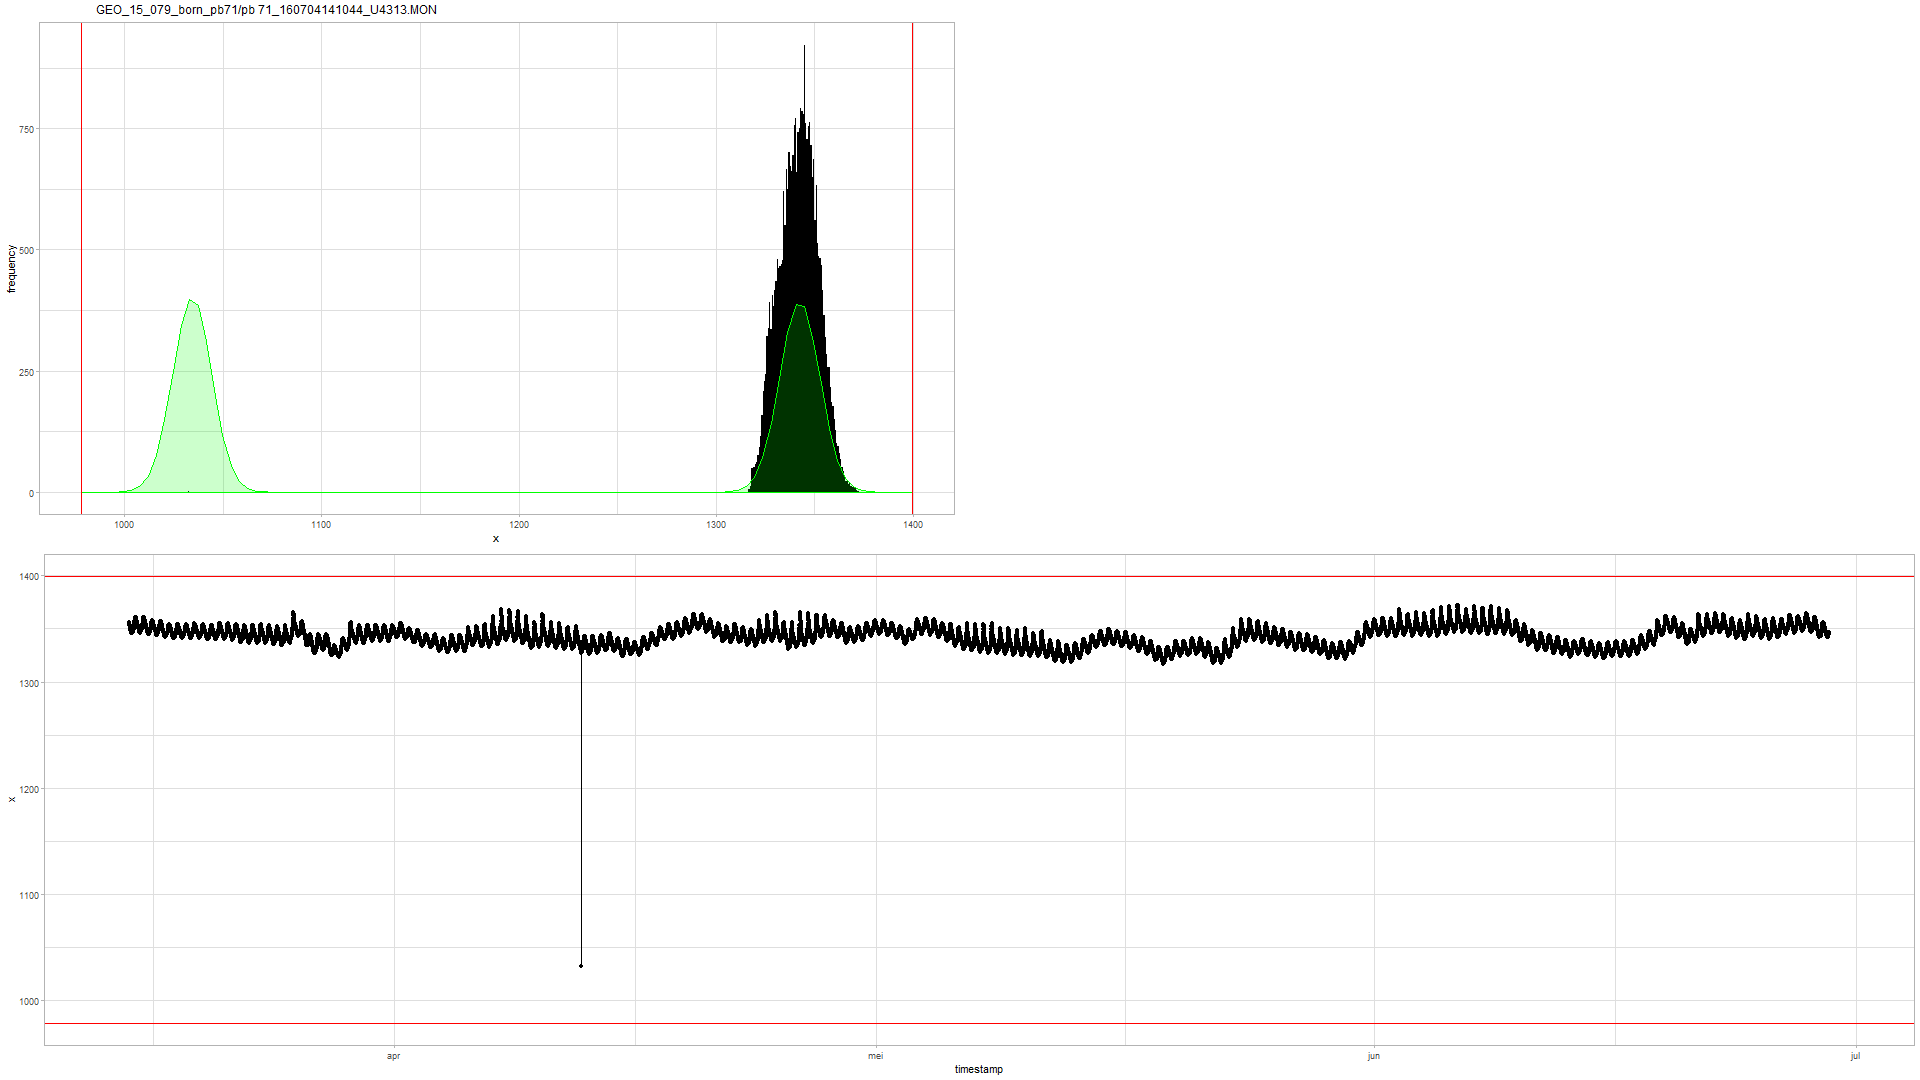 GEO_15_079_born_pb71/pb 71_160704141044_U4313.MON
frequency
750
500
250
0
1000 1100 1200 1300 1400
x
x
1400
1300
1200
1100
1000
apr mei jun jul
timestamp